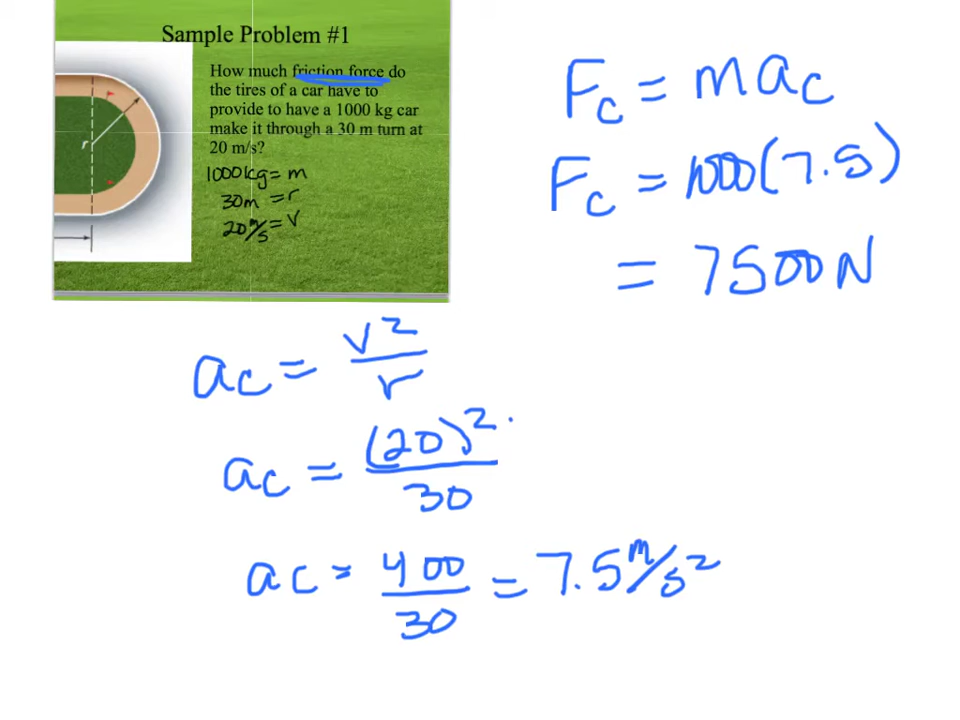 Sample Problem #1
How much friction force do
the tires of a car have to
provide to have a 1000 kg car
make it through a 30 m turn at
20 m/s?
1000kg = m
30m = r
20 m/s = v
r
Fc = mac
Fc = 1000(7.5)
= 7500N
ac = v²/r
ac = (20)²/30
ac = 400/30 = 7.5 m/s²